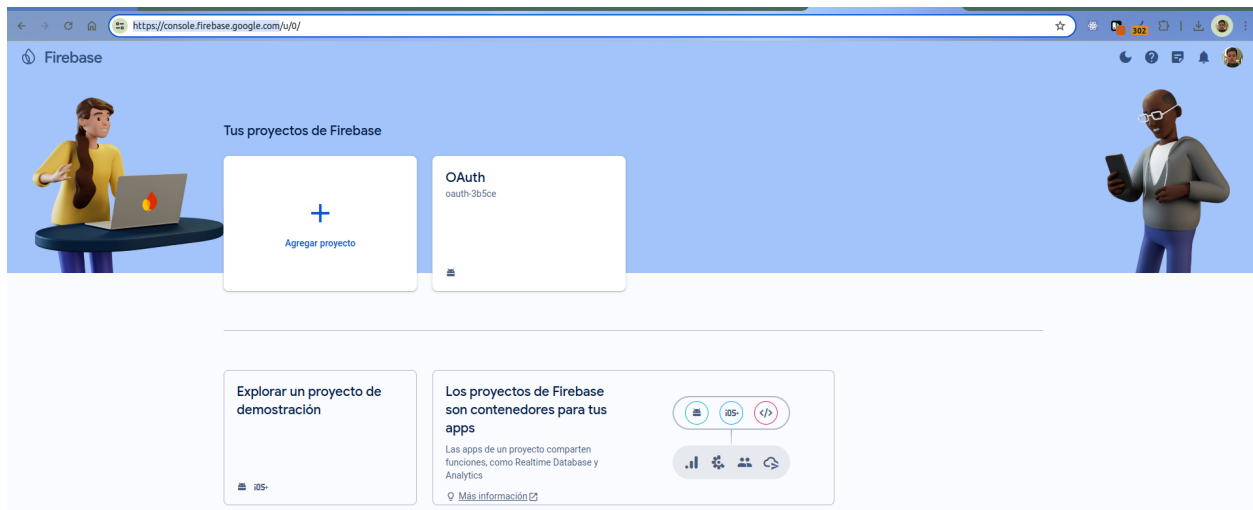 https://console.firebase.google.com/u/0/
302
Firebase
Tus proyectos de Firebase
Agregar proyecto
OAuth
oauth-3b5ce
Explorar un proyecto de
demostración
iOS+
Los proyectos de Firebase
son contenedores para tus
apps
Las apps de un proyecto comparten
funciones, como Realtime Database y
Analytics
Más información
iOS+
</>